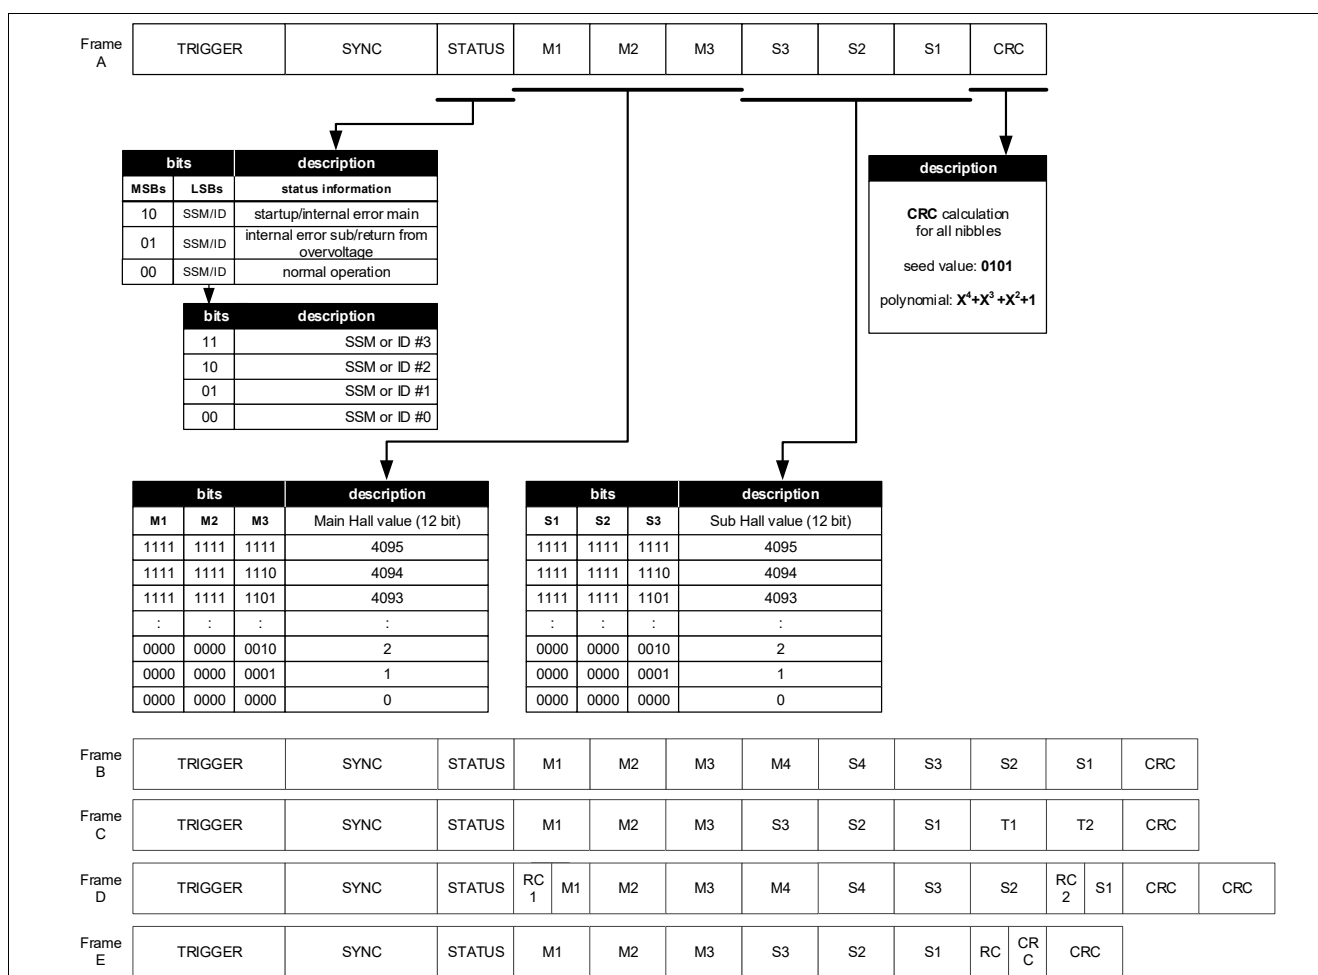 Frame A TRIGGER SYNC STATUS M1 M2 M3 S3 S2 S1 CRC
bits description
MSBs LSBs status information
10 SSM/ID startup/internal error main
01 SSM/ID internal error sub/return from overvoltage
00 SSM/ID normal operation
bits description
11 SSM or ID #3
10 SSM or ID #2
01 SSM or ID #1
00 SSM or ID #0
description
CRC calculation
for all nibbles
seed value: 0101
polynomial: X⁴+X³+X²+1
bits description
M1 M2 M3 Main Hall value (12 bit)
1111 1111 1111 4095
1111 1111 1110 4094
1111 1111 1101 4093
: : : :
0000 0000 0010 2
0000 0000 0001 1
0000 0000 0000 0
bits description
S1 S2 S3 Sub Hall value (12 bit)
1111 1111 1111 4095
1111 1111 1110 4094
1111 1111 1101 4093
: : : :
0000 0000 0010 2
0000 0000 0001 1
0000 0000 0000 0
Frame B TRIGGER SYNC STATUS M1 M2 M3 M4 S4 S3 S2 S1 CRC
Frame C TRIGGER SYNC STATUS M1 M2 M3 S3 S2 S1 T1 T2 CRC
Frame D TRIGGER SYNC STATUS RC 1 M1 M2 M3 M4 S4 S3 S2 RC 2 S1 CRC CRC
Frame E TRIGGER SYNC STATUS M1 M2 M3 S3 S2 S1 RC CR C CRC